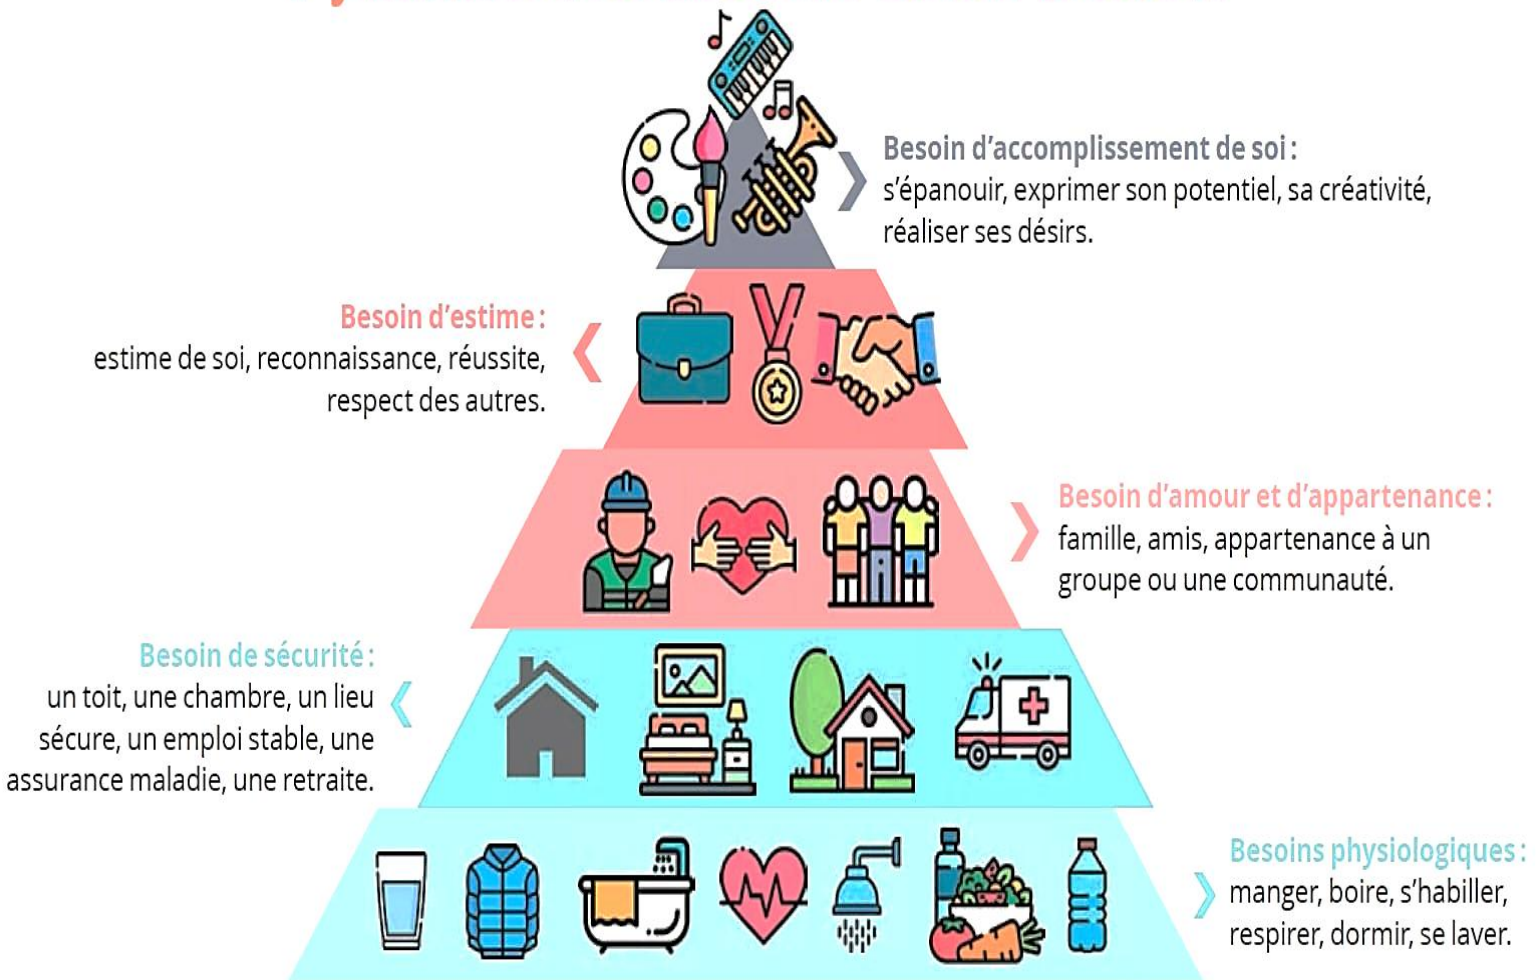 Besoin d’accomplissement de soi :
s’épanouir, exprimer son potentiel, sa créativité,
réaliser ses désirs.
Besoin d’estime :
estime de soi, reconnaissance, réussite,
respect des autres.
Besoin d’amour et d’appartenance :
famille, amis, appartenance à un
groupe ou une communauté.
Besoin de sécurité :
un toit, une chambre, un lieu
sécure, un emploi stable, une
assurance maladie, une retraite.
Besoins physiologiques :
manger, boire, s’habiller,
respirer, dormir, se laver.